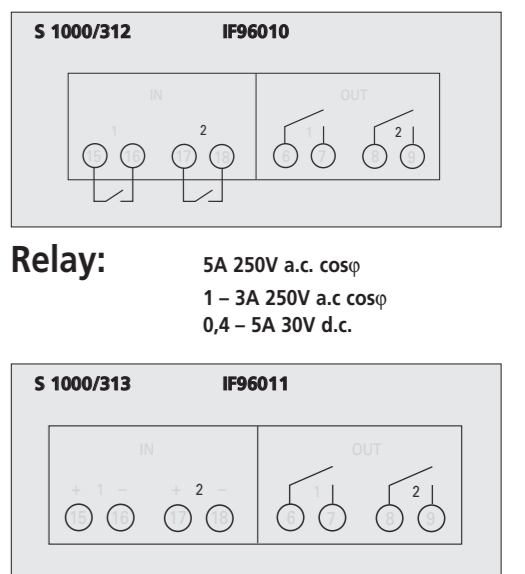 S 1000/312 IF96010
IN OUT
1 2 1 2
15 16 17 18 6 7 8 9
Relay: 5A 250V a.c. cosφ
1 – 3A 250V a.c cosφ
0,4 – 5A 30V d.c.
S 1000/313 IF96011
IN OUT
+ 1 – + 2 – 1 2
15 16 17 18 6 7 8 9